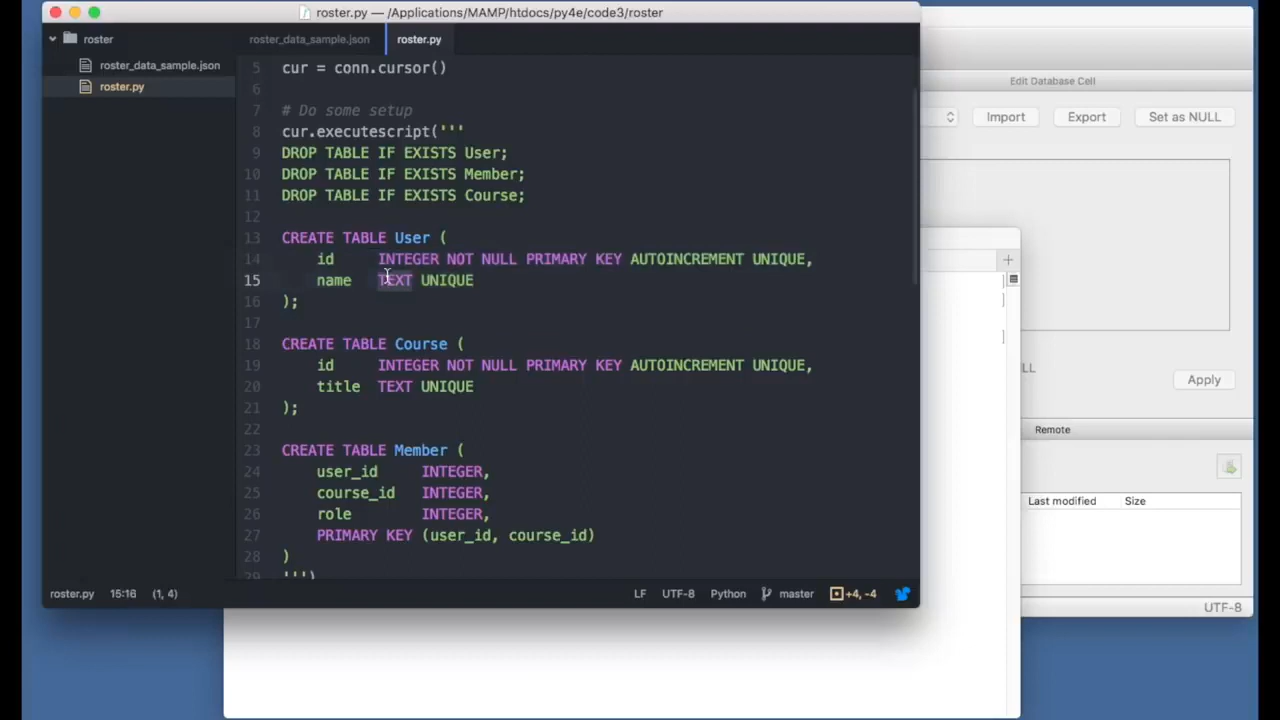 roster.py — /Applications/MAMP/htdocs/py4e/code3/roster
roster
roster_data_sample.json
roster.py
roster_data_sample.json
roster.py
5 cur = conn.cursor()
6
7 # Do some setup
8 cur.executescript('''
9 DROP TABLE IF EXISTS User;
10 DROP TABLE IF EXISTS Member;
11 DROP TABLE IF EXISTS Course;
12
13 CREATE TABLE User (
14 id INTEGER NOT NULL PRIMARY KEY AUTOINCREMENT UNIQUE,
15 name TEXT UNIQUE
16 );
17
18 CREATE TABLE Course (
19 id INTEGER NOT NULL PRIMARY KEY AUTOINCREMENT UNIQUE,
20 title TEXT UNIQUE
21 );
22
23 CREATE TABLE Member (
24 user_id INTEGER,
25 course_id INTEGER,
26 role INTEGER,
27 PRIMARY KEY (user_id, course_id)
28 )
29 ''')
roster.py 15:16 (1, 4) LF UTF-8 Python master +4, -4
Edit Database Cell
Import Export Set as NULL
LL
Apply
Remote
Last modified Size
UTF-8